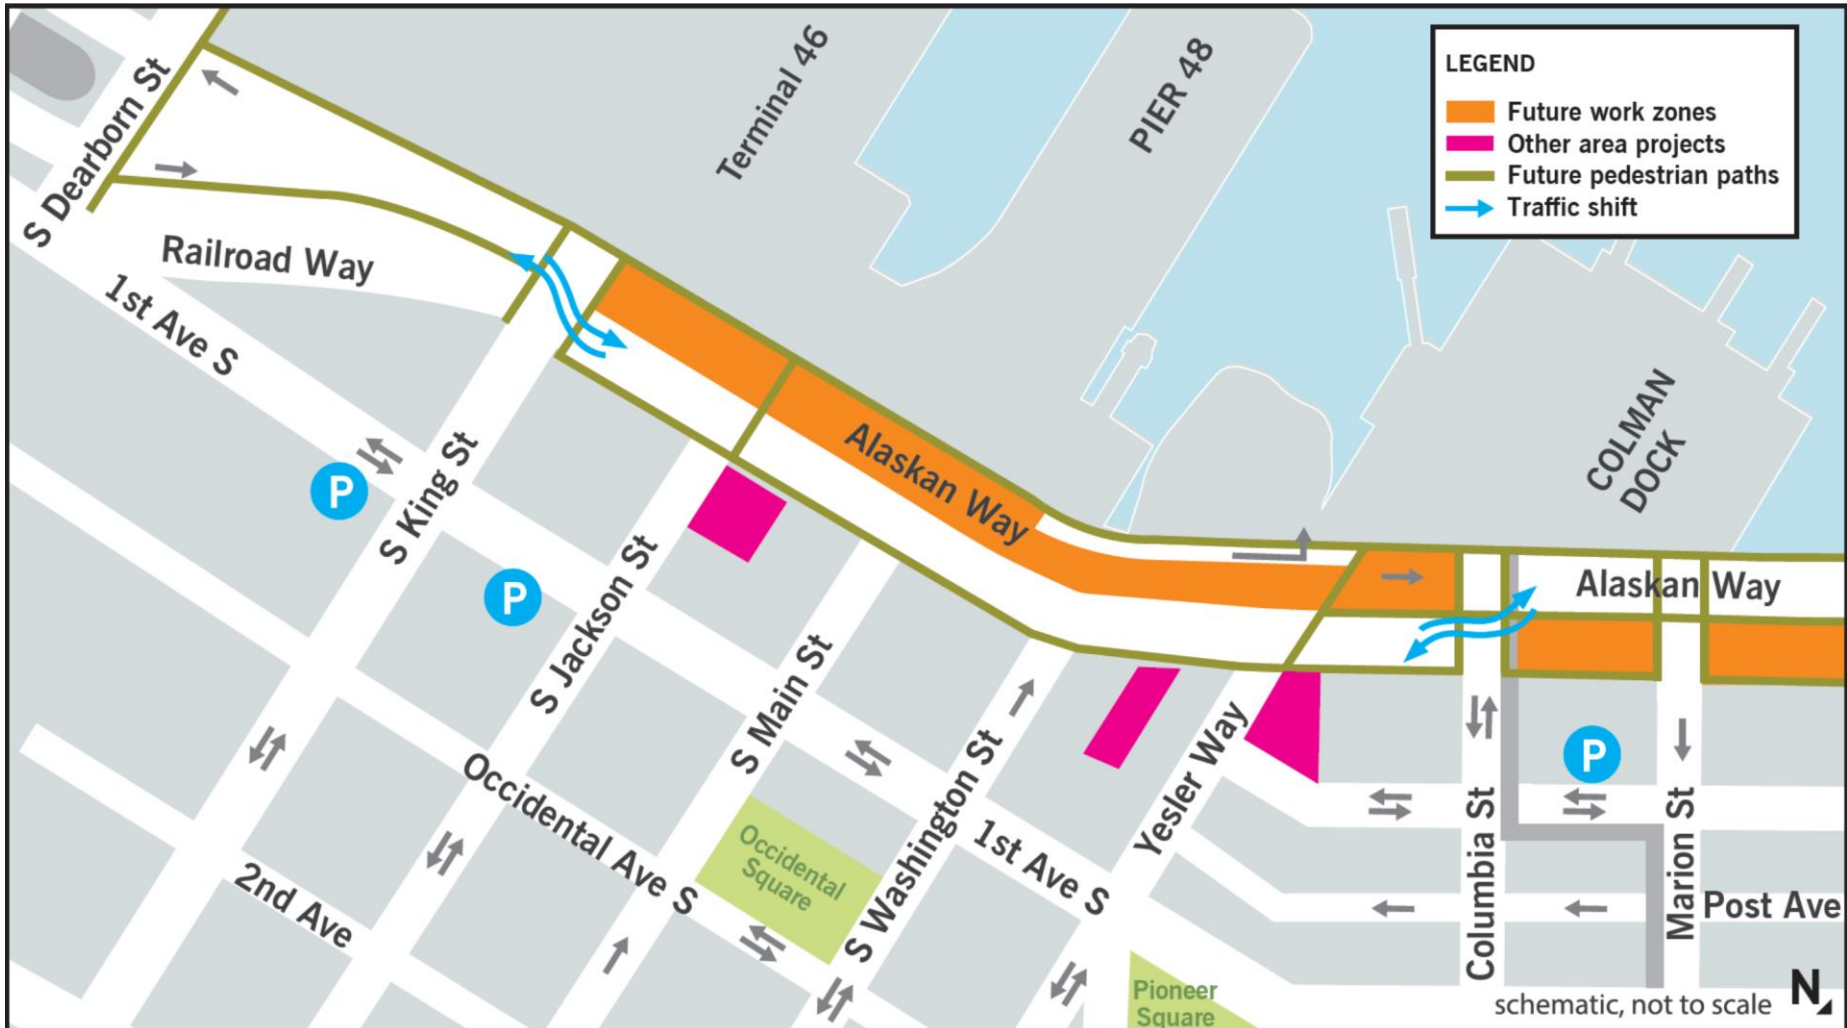 Terminal 46
PIER 48
LEGEND
Future work zones
Other area projects
Future pedestrian paths
Traffic shift
S Dearborn St
Railroad Way
1st Ave S
Alaskan Way
COLMAN
DOCK
P
S King St
P
S Jackson St
Alaskan Way
S Main St
S Washington St
Yesler Way
P
Occidental Ave S
Occidental
Square
1st Ave S
Columbia St
Marion St
2nd Ave
Post Ave
Pioneer
Square
schematic, not to scale
N